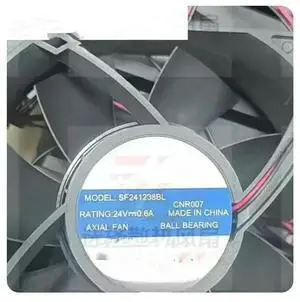 MODEL: SF241238BL
CNR007
RATING:24V⎓0.6A
MADE IN CHINA
AXIAL FAN
BALL BEARING